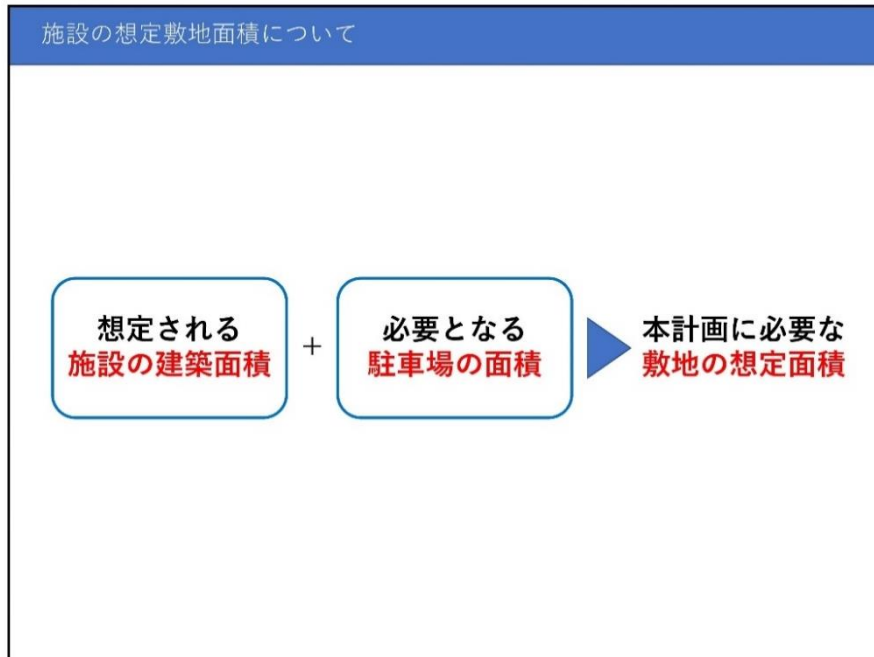 施設の想定敷地面積について
想定される
施設の建築面積
+
必要となる
駐車場の面積
本計画に必要な
敷地の想定面積